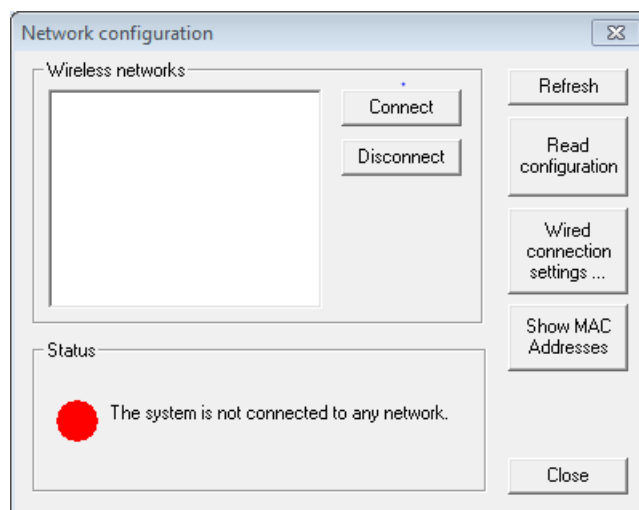 Network configuration
Wireless networks
Connect
Disconnect
Refresh
Read
configuration
Wired
connection
settings ...
Show MAC
Addresses
Status
The system is not connected to any network.
Close